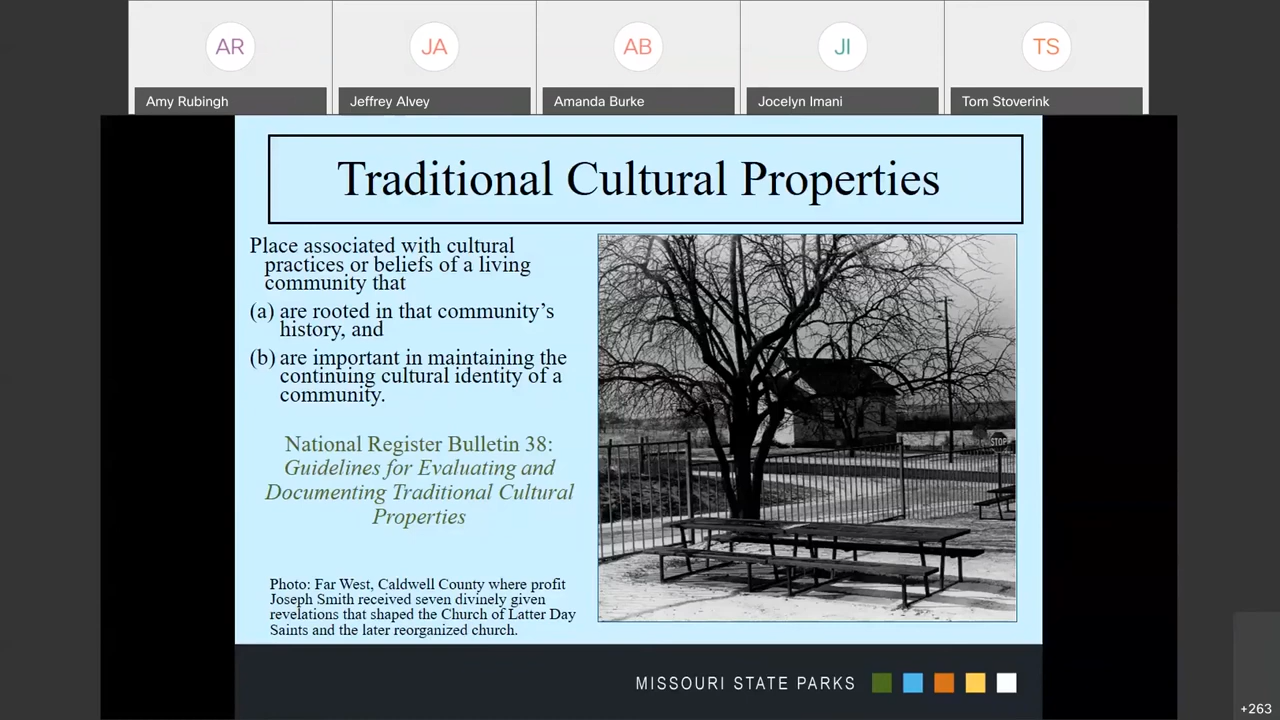 AR
JA
AB
JI
TS
Amy Rubingh
Jeffrey Alvey
Amanda Burke
Jocelyn Imani
Tom Stoverink
Traditional Cultural Properties
Place associated with cultural
practices or beliefs of a living
community that
(a) are rooted in that community's
history, and
(b) are important in maintaining the
continuing cultural identity of a
community.
National Register Bulletin 38:
Guidelines for Evaluating and
Documenting Traditional Cultural
Properties
STOP
Photo: Far West, Caldwell County where profit
Joseph Smith received seven divinely given
revelations that shaped the Church of Latter Day
Saints and the later reorganized church.
MISSOURI STATE PARKS
+263